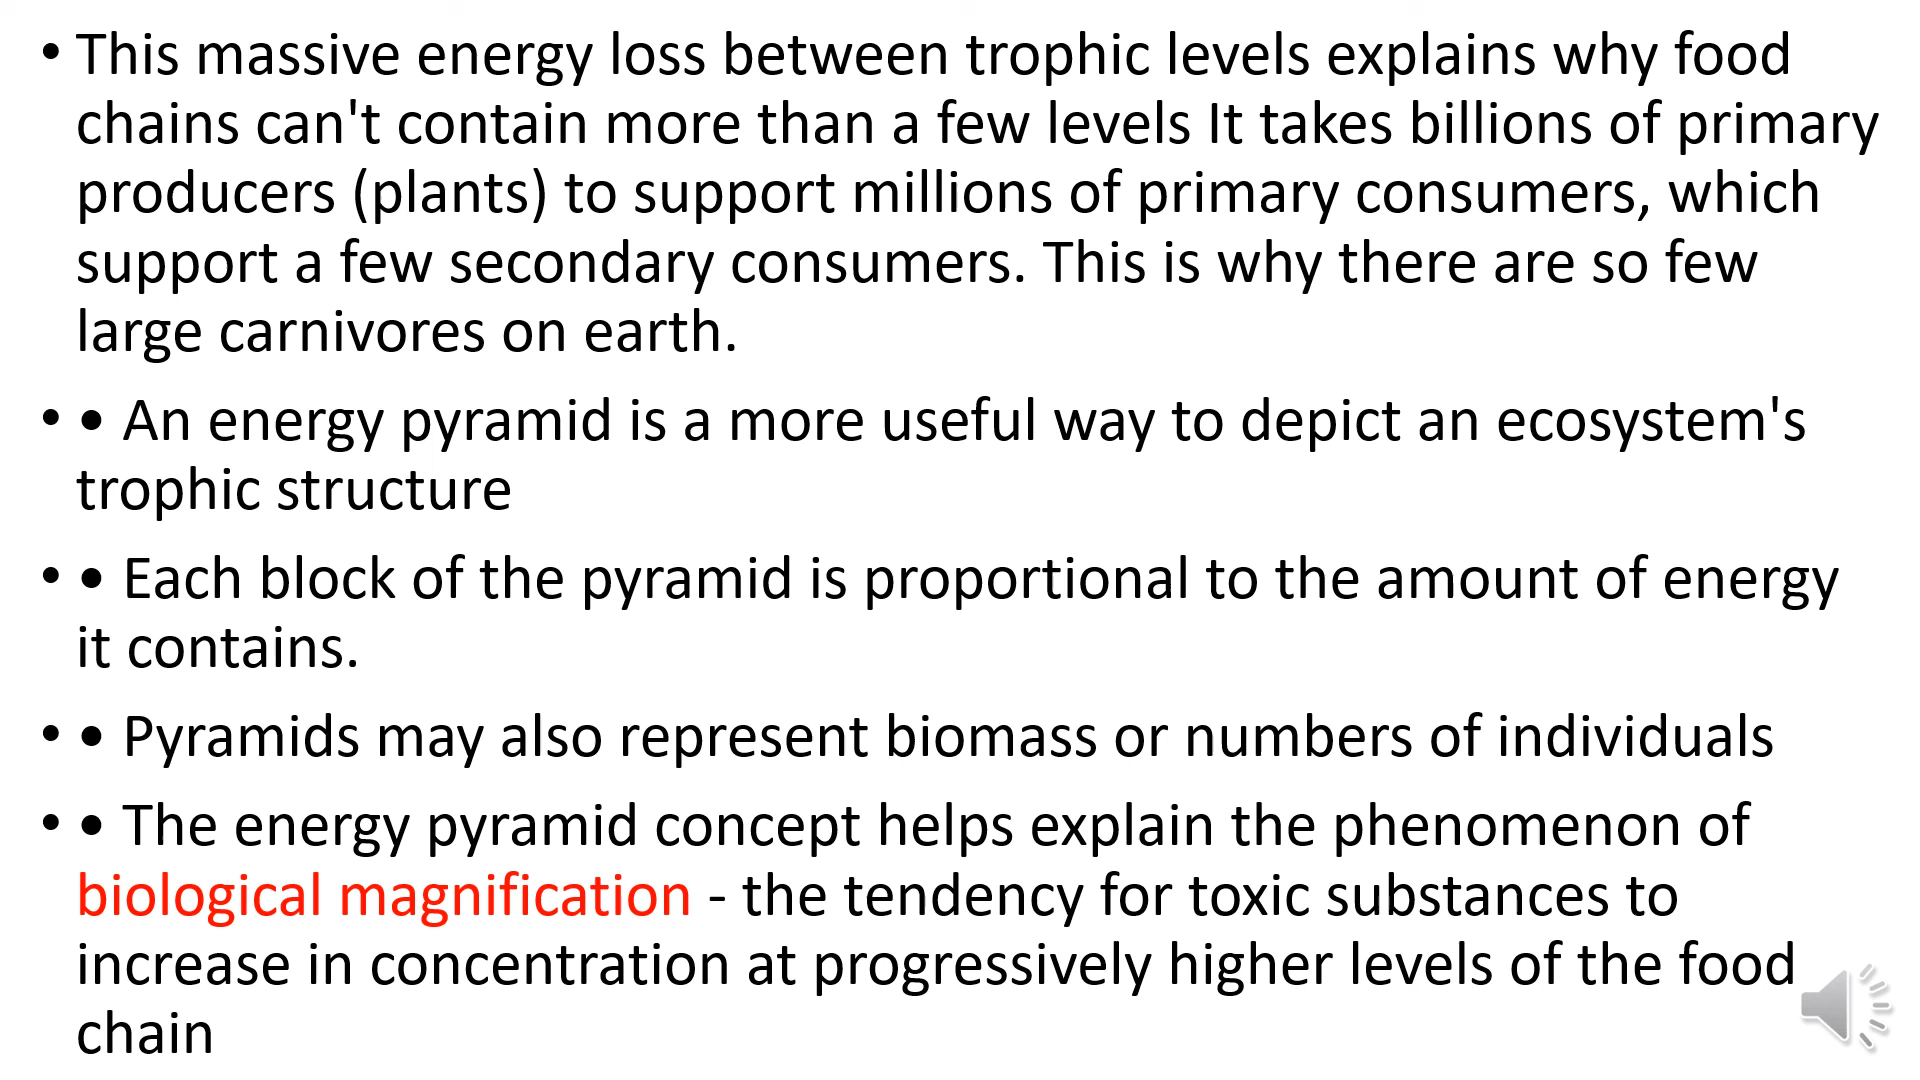 • This massive energy loss between trophic levels explains why food
chains can't contain more than a few levels It takes billions of primary
producers (plants) to support millions of primary consumers, which
support a few secondary consumers. This is why there are so few
large carnivores on earth.
• • An energy pyramid is a more useful way to depict an ecosystem's
trophic structure
• • Each block of the pyramid is proportional to the amount of energy
it contains.
• • Pyramids may also represent biomass or numbers of individuals
• • The energy pyramid concept helps explain the phenomenon of
biological magnification - the tendency for toxic substances to
increase in concentration at progressively higher levels of the food
chain